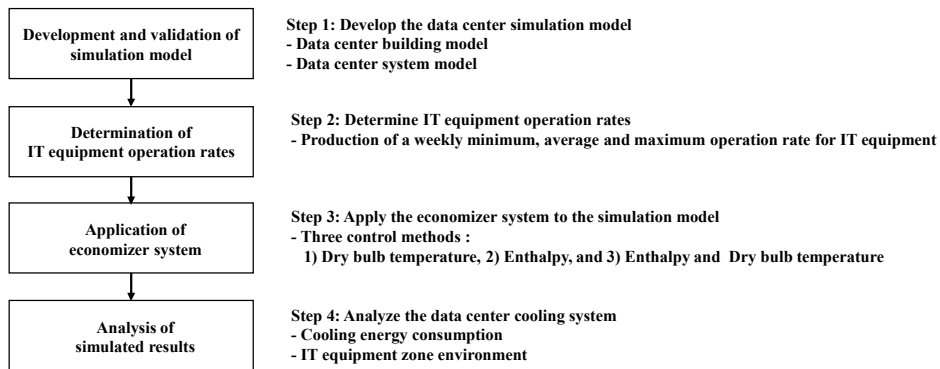 Development and validation of
simulation model
Step 1: Develop the data center simulation model
- Data center building model
- Data center system model
Determination of
IT equipment operation rates
Step 2: Determine IT equipment operation rates
- Production of a weekly minimum, average and maximum operation rate for IT equipment
Application of
economizer system
Step 3: Apply the economizer system to the simulation model
- Three control methods :
1) Dry bulb temperature, 2) Enthalpy, and 3) Enthalpy and Dry bulb temperature
Analysis of
simulated results
Step 4: Analyze the data center cooling system
- Cooling energy consumption
- IT equipment zone environment